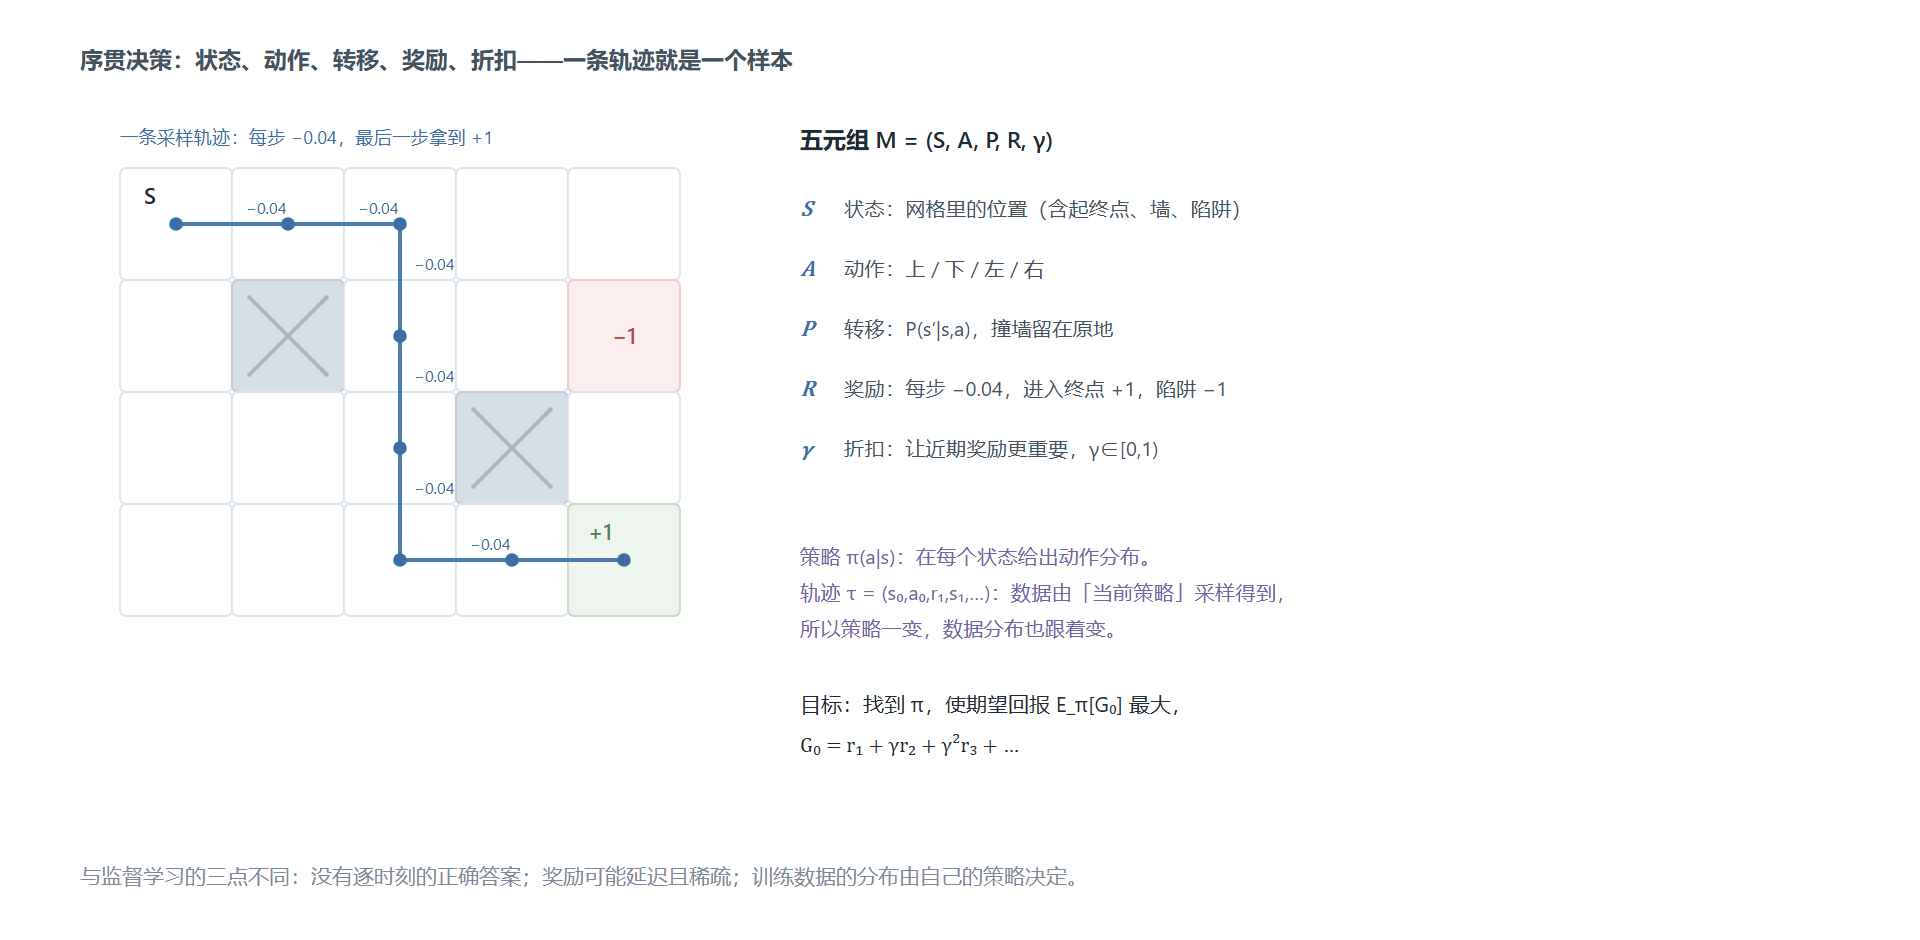 序贯决策：状态、动作、转移、奖励、折扣——一条轨迹就是一个样本
一条采样轨迹：每步 −0.04，最后一步拿到 +1
S
−0.04
−0.04
−0.04
−1
−0.04
−0.04
+1
−0.04
五元组 M = (S, A, P, R, γ)
S 状态：网格里的位置（含起终点、墙、陷阱）
A 动作：上 / 下 / 左 / 右
P 转移：P(s′|s,a)，撞墙留在原地
R 奖励：每步 −0.04，进入终点 +1，陷阱 −1
γ 折扣：让近期奖励更重要，γ∈[0,1)
策略 π(a|s)：在每个状态给出动作分布。
轨迹 τ = (s₀,a₀,r₁,s₁,…)：数据由「当前策略」采样得到，
所以策略一变，数据分布也跟着变。
目标：找到 π，使期望回报 E_π[G₀] 最大，
G₀ = r₁ + γr₂ + γ²r₃ + …
与监督学习的三点不同：没有逐时刻的正确答案；奖励可能延迟且稀疏；训练数据的分布由自己的策略决定。